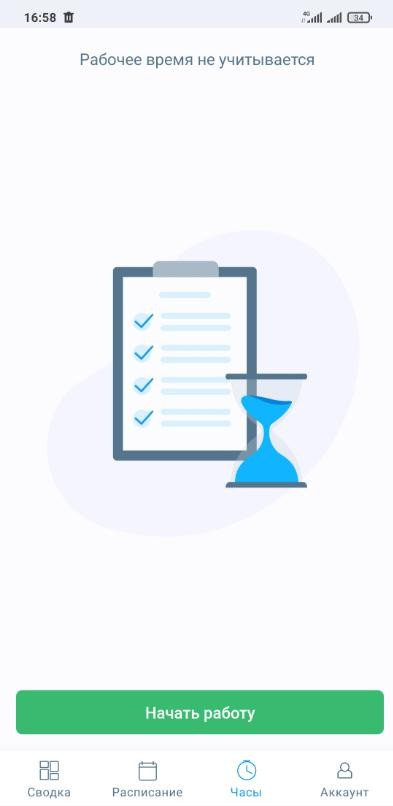 16:58
4G
34
Рабочее время не учитывается
Начать работу
Сводка
Расписание
Часы
Аккаунт